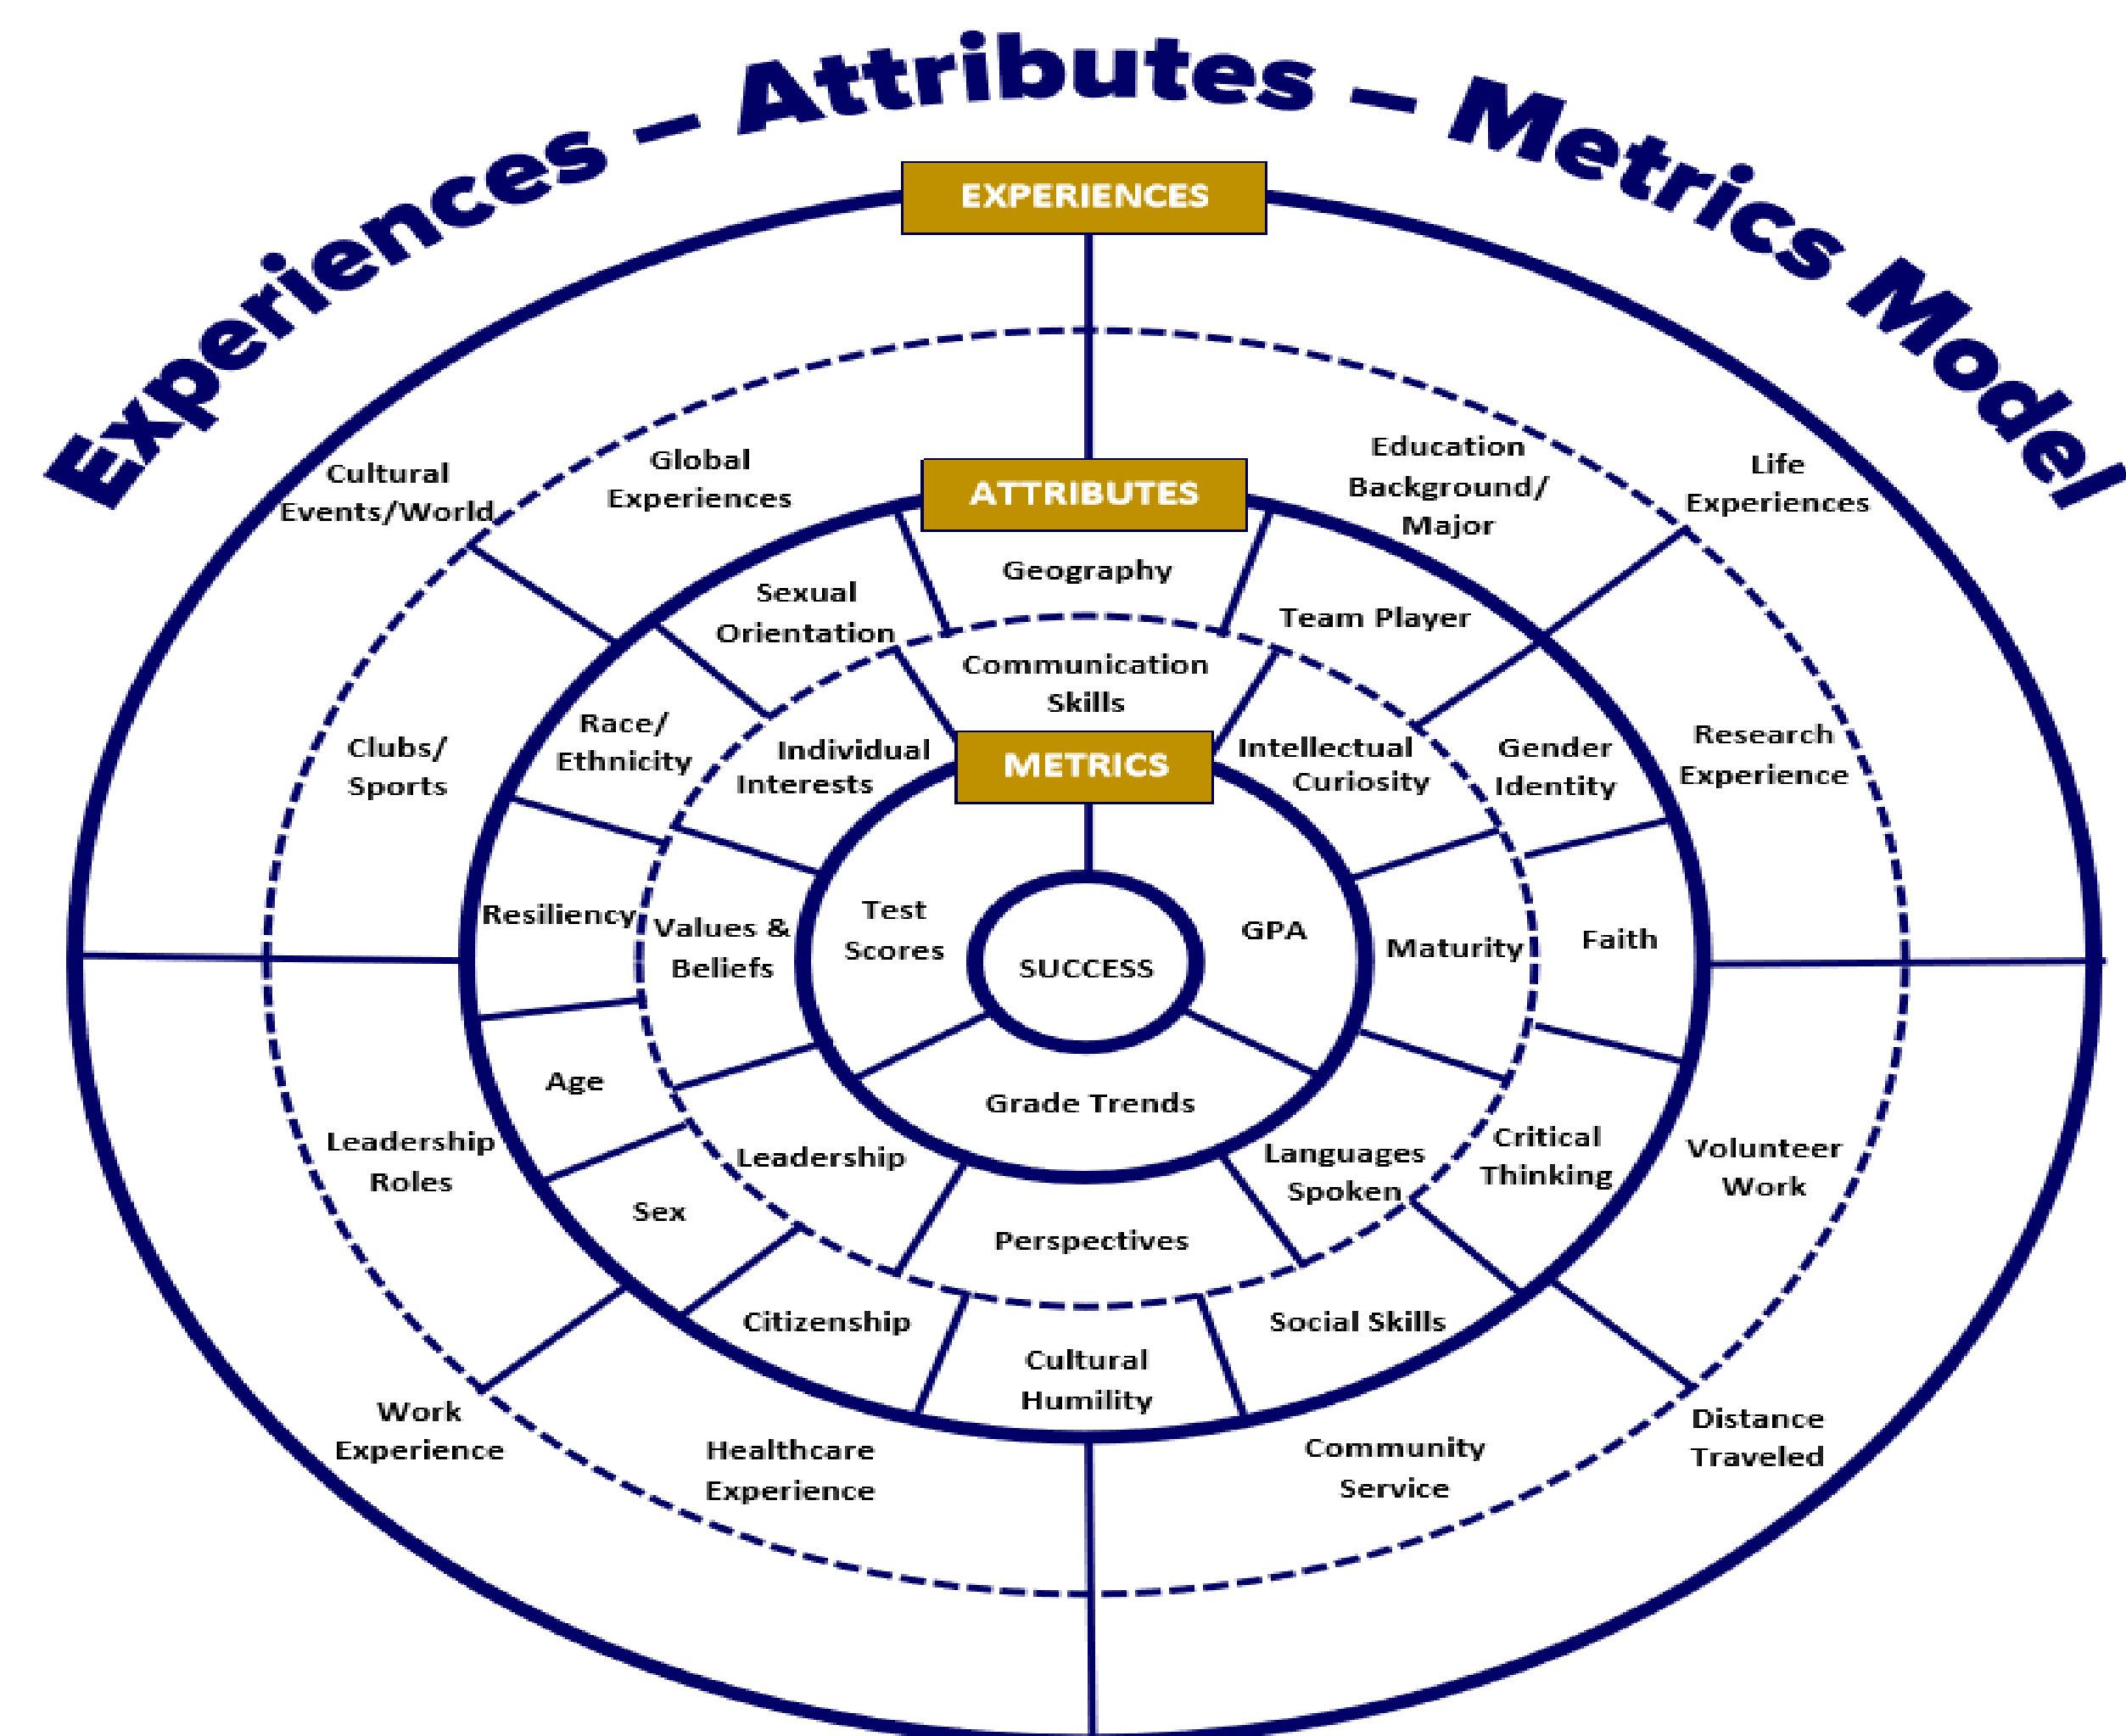 Experiences – Attributes – Metrics Model
EXPERIENCES
Cultural
Events/World
Global
Experiences
Education
Background/
Major
Life
Experiences
Clubs/
Sports
Research
Experience
Leadership
Roles
Volunteer
Work
Work
Experience
Healthcare
Experience
Community
Service
Distance
Traveled
ATTRIBUTES
Geography
Sexual
Orientation
Team Player
Race/
Ethnicity
Gender
Identity
Resiliency
Faith
Age
Critical
Thinking
Sex
Citizenship
Cultural
Humility
Social Skills
Communication
Skills
Individual
Interests
Intellectual
Curiosity
Values &
Beliefs
Maturity
Leadership
Perspectives
Languages
Spoken
METRICS
Test
Scores
GPA
Grade Trends
SUCCESS